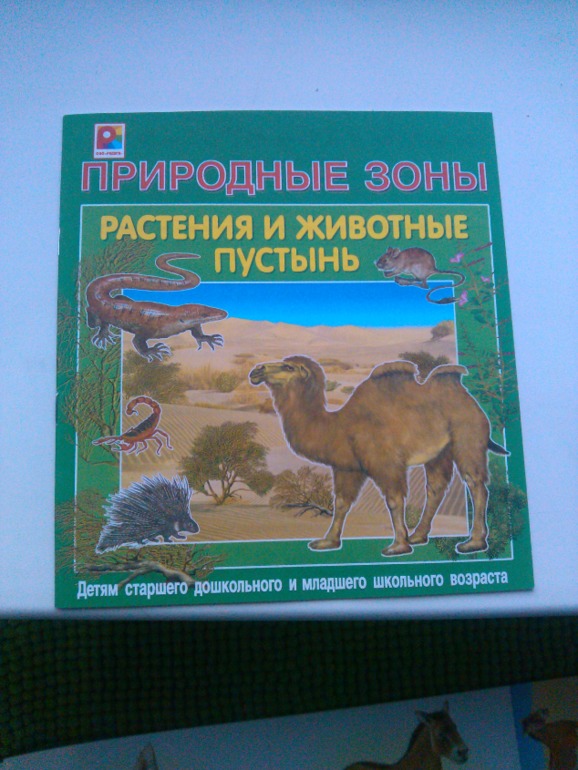 ПРИРОДНЫЕ ЗОНЫ
РАСТЕНИЯ И ЖИВОТНЫЕ
ПУСТЫНЬ
Детям старшего дошкольного и младшего школьного возраста